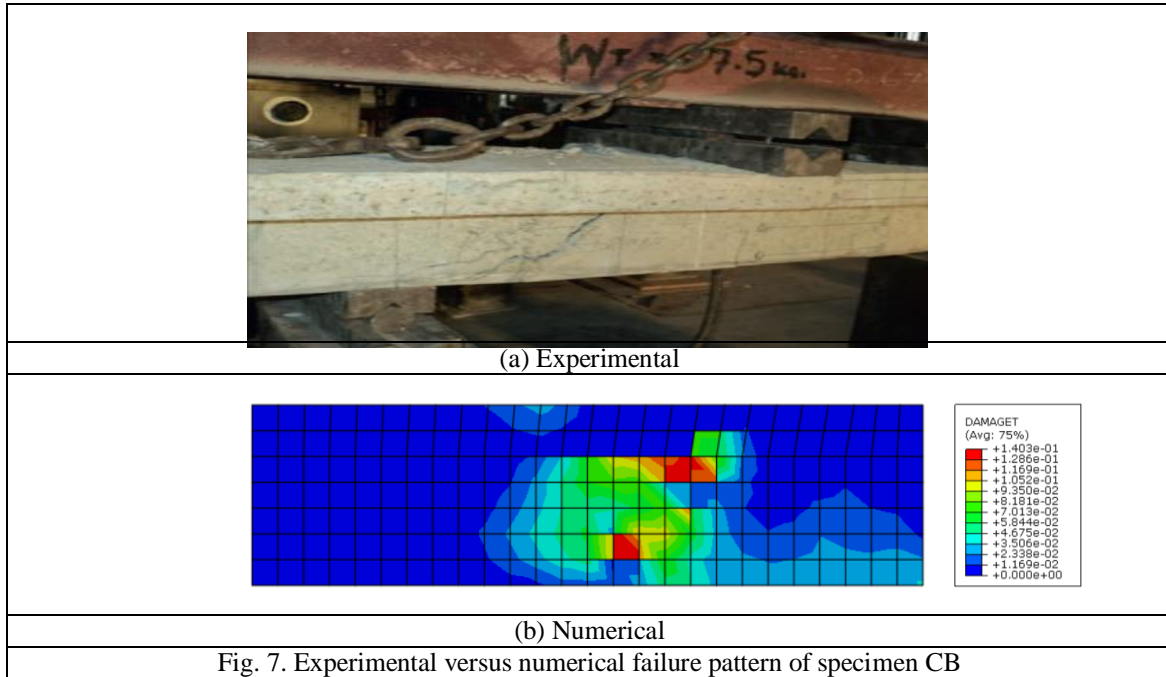 WT
7.5 KG.
(a) Experimental
DAMAGET
(Avg: 75%)
+1.403e-01
+1.286e-01
+1.169e-01
+1.052e-01
+9.350e-02
+8.181e-02
+7.013e-02
+5.844e-02
+4.675e-02
+3.506e-02
+2.338e-02
+1.169e-02
+0.000e+00
(b) Numerical
Fig. 7. Experimental versus numerical failure pattern of specimen CB